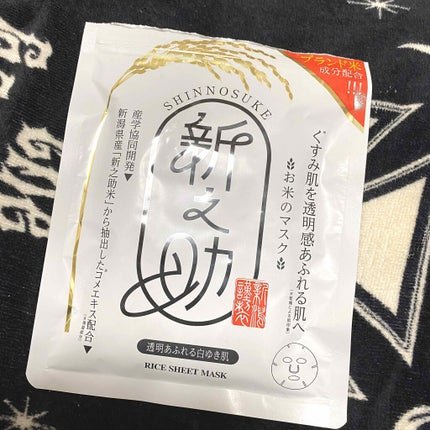 ブランド米
成分配合
!!!
SHINNOSUKE
新之助
くすみ肌を透明感あふれる肌へ
お米のマスク
産学協同開発▶
新潟県産「新之助米」から抽出したコメエキス配合
透明あふれる白ゆき肌
RICE SHEET MASK